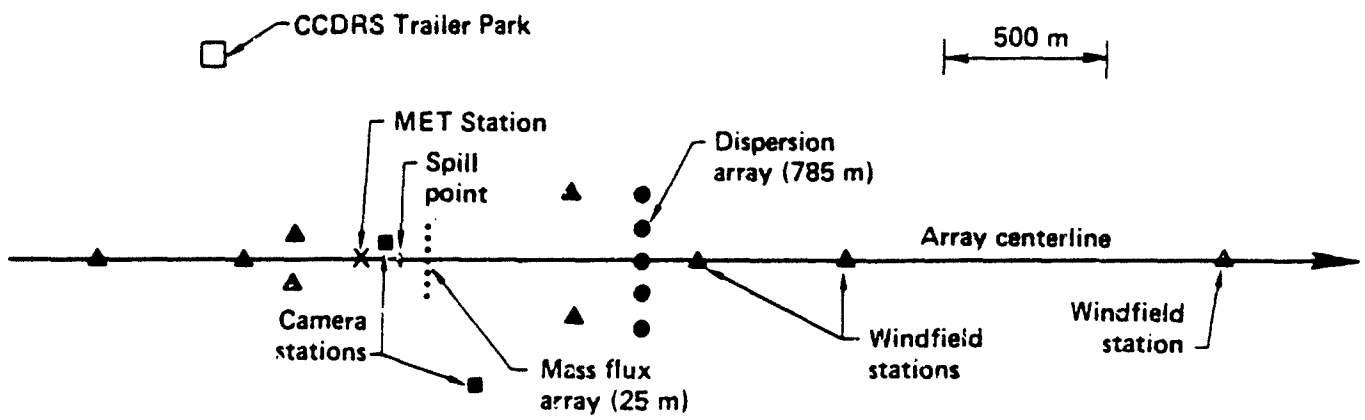 CCDRS Trailer Park
500 m
MET Station
Spill
point
Dispersion
array (785 m)
Array centerline
Camera
stations
Mass flux
array (25 m)
Windfield
stations
Windfield
station